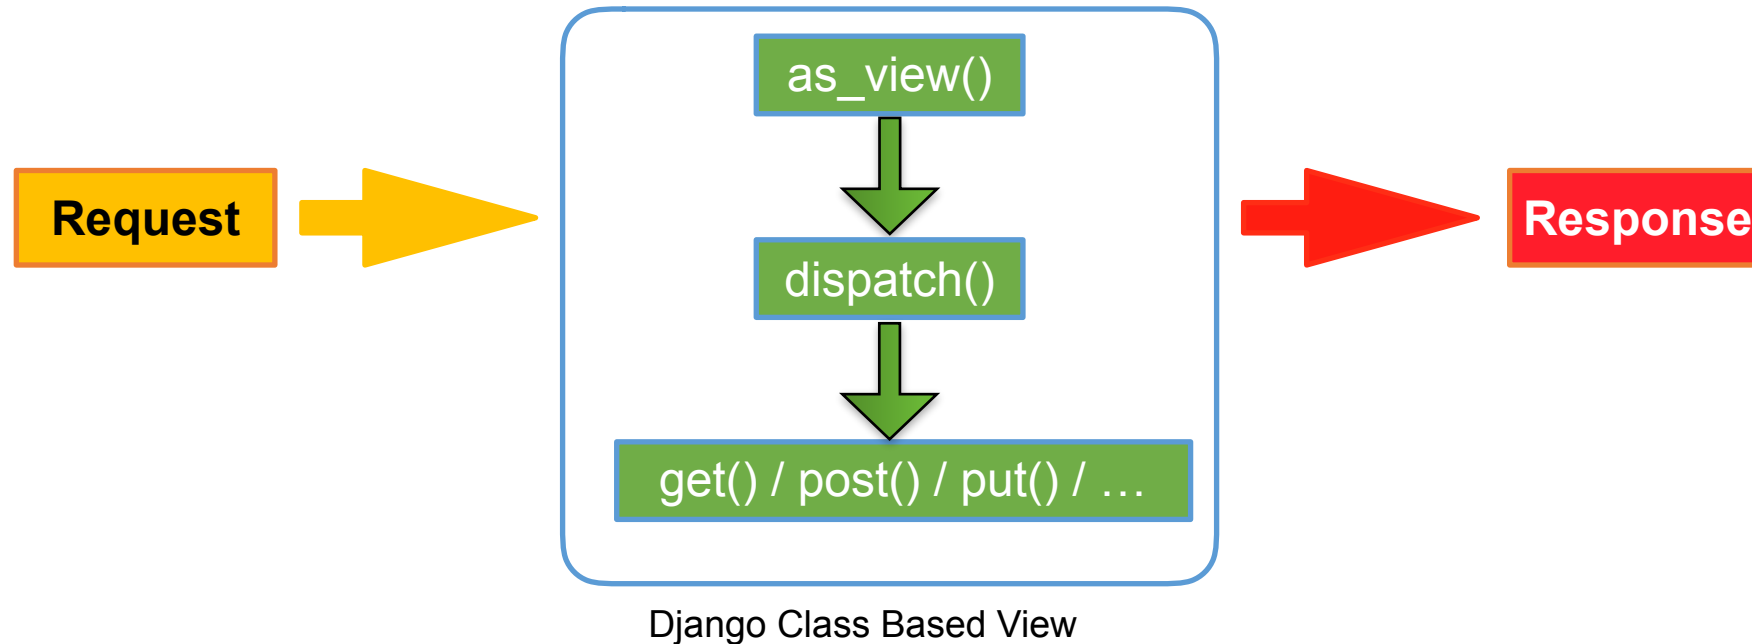 as_view()
Request
dispatch()
Response
get() / post() / put() / …
Django Class Based View